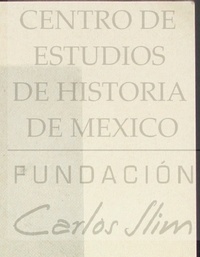 CENTRO DE
ESTUDIOS
DE HISTORIA
DE MEXICO
FUNDACIÓN
Carlos Slim